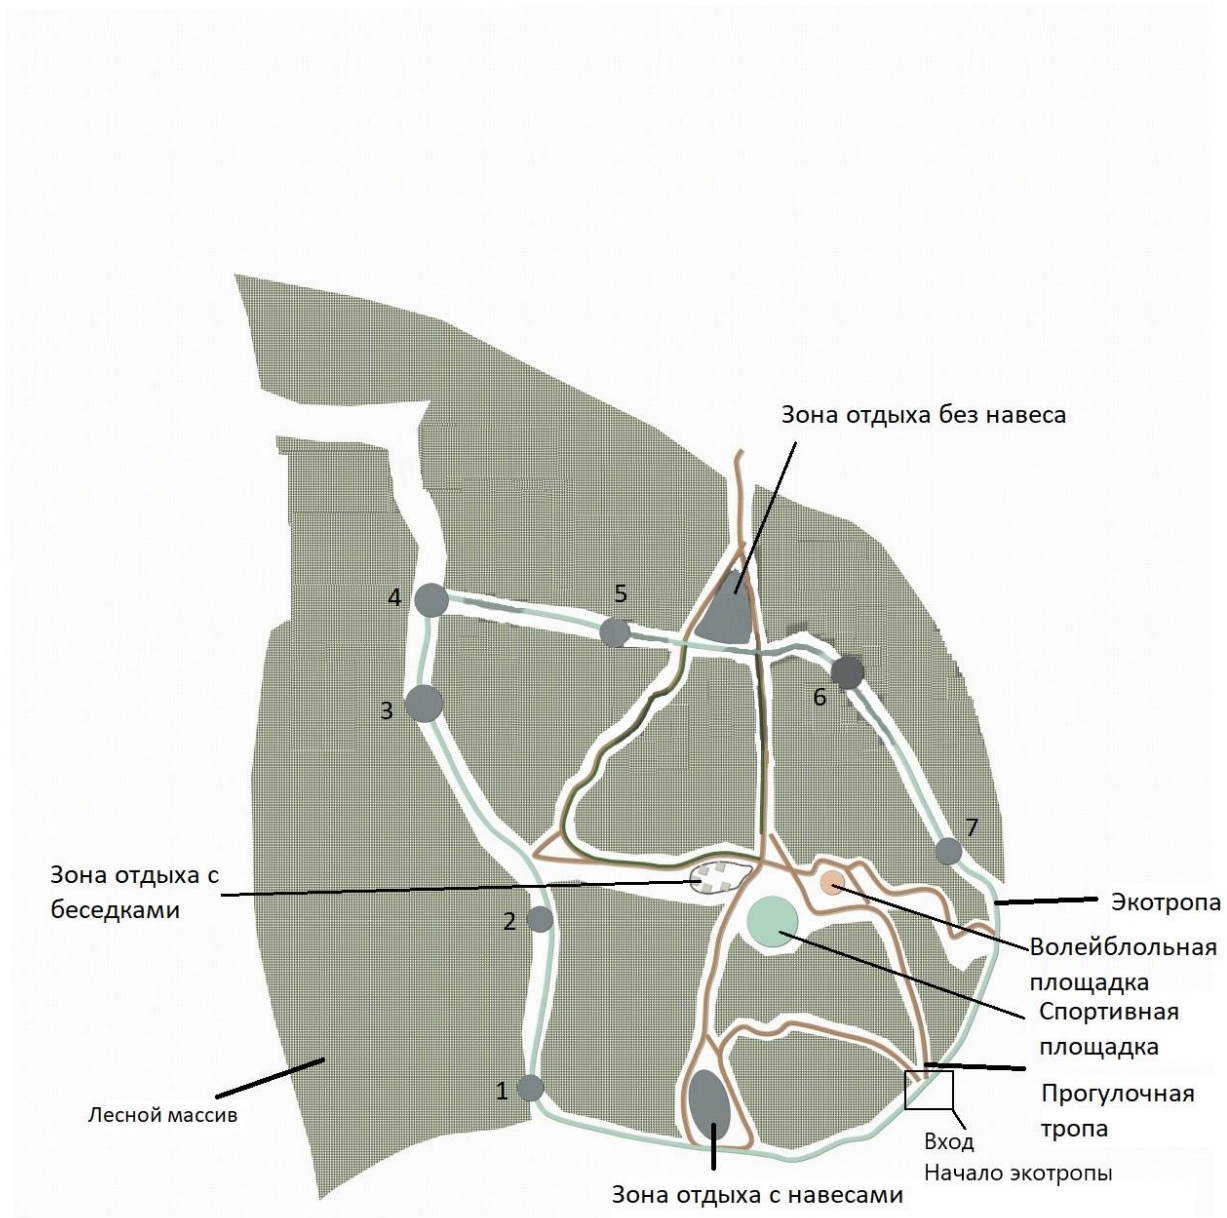 Зона отдыха без навеса
4
5
3
6
7
Зона отдыха с
беседками
2
Экотропа
Волейблольная
площадка
Спортивная
площадка
1
Лесной массив
Прогулочная
тропа
Вход
Начало экотропы
Зона отдыха с навесами